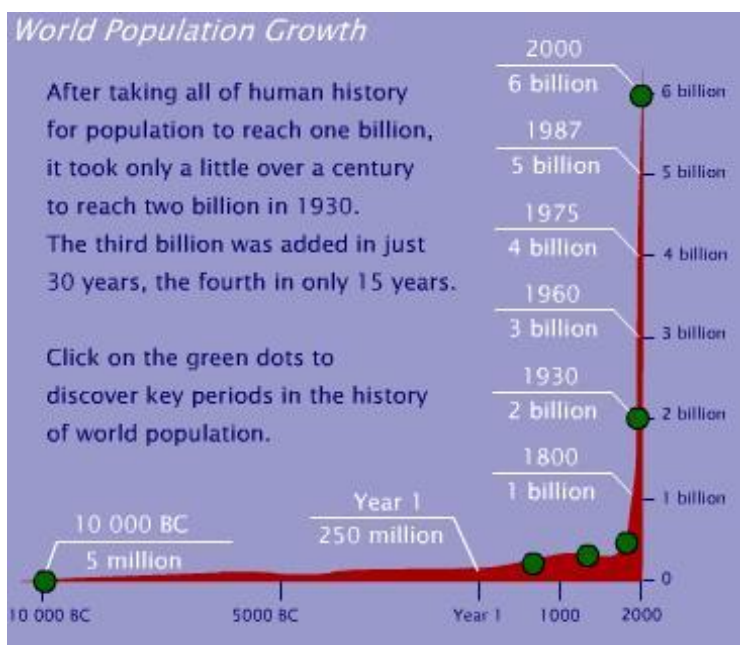 World Population Growth
After taking all of human history
for population to reach one billion,
it took only a little over a century
to reach two billion in 1930.
The third billion was added in just
30 years, the fourth in only 15 years.
Click on the green dots to
discover key periods in the history
of world population.
2000
6 billion
1987
5 billion
1975
4 billion
1960
3 billion
1930
2 billion
1800
1 billion
Year 1
250 million
10 000 BC
5 million
6 billion
5 billion
4 billion
3 billion
2 billion
1 billion
0
10 000 BC
5000 BC
Year 1
1000
2000